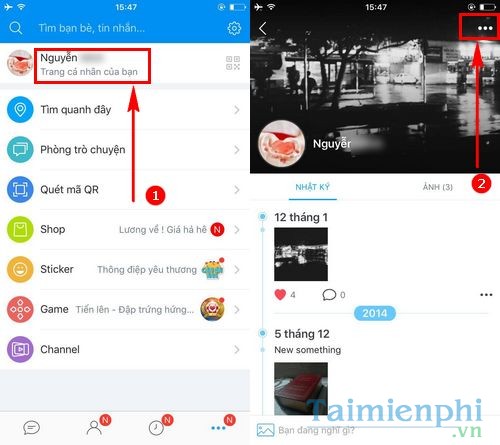 15:47
Tìm bạn bè, tin nhắn...
Nguyễn
Trang cá nhân của bạn
1
Tìm quanh đây
Phòng trò chuyện
Quét mã QR
Shop
Lương về ! Giá hả hê
N
Sticker
Thông điệp yêu thương
Game
Tiến lên - Đập trứng hứng...
Channel
N
N
N
15:47
2
Nguyễn
NHẬT KÝ
ẢNH (3)
12 tháng 1
4
0
2014
5 tháng 12
New something
Bạn đang nghĩ gì?
Taimienphi
.vn